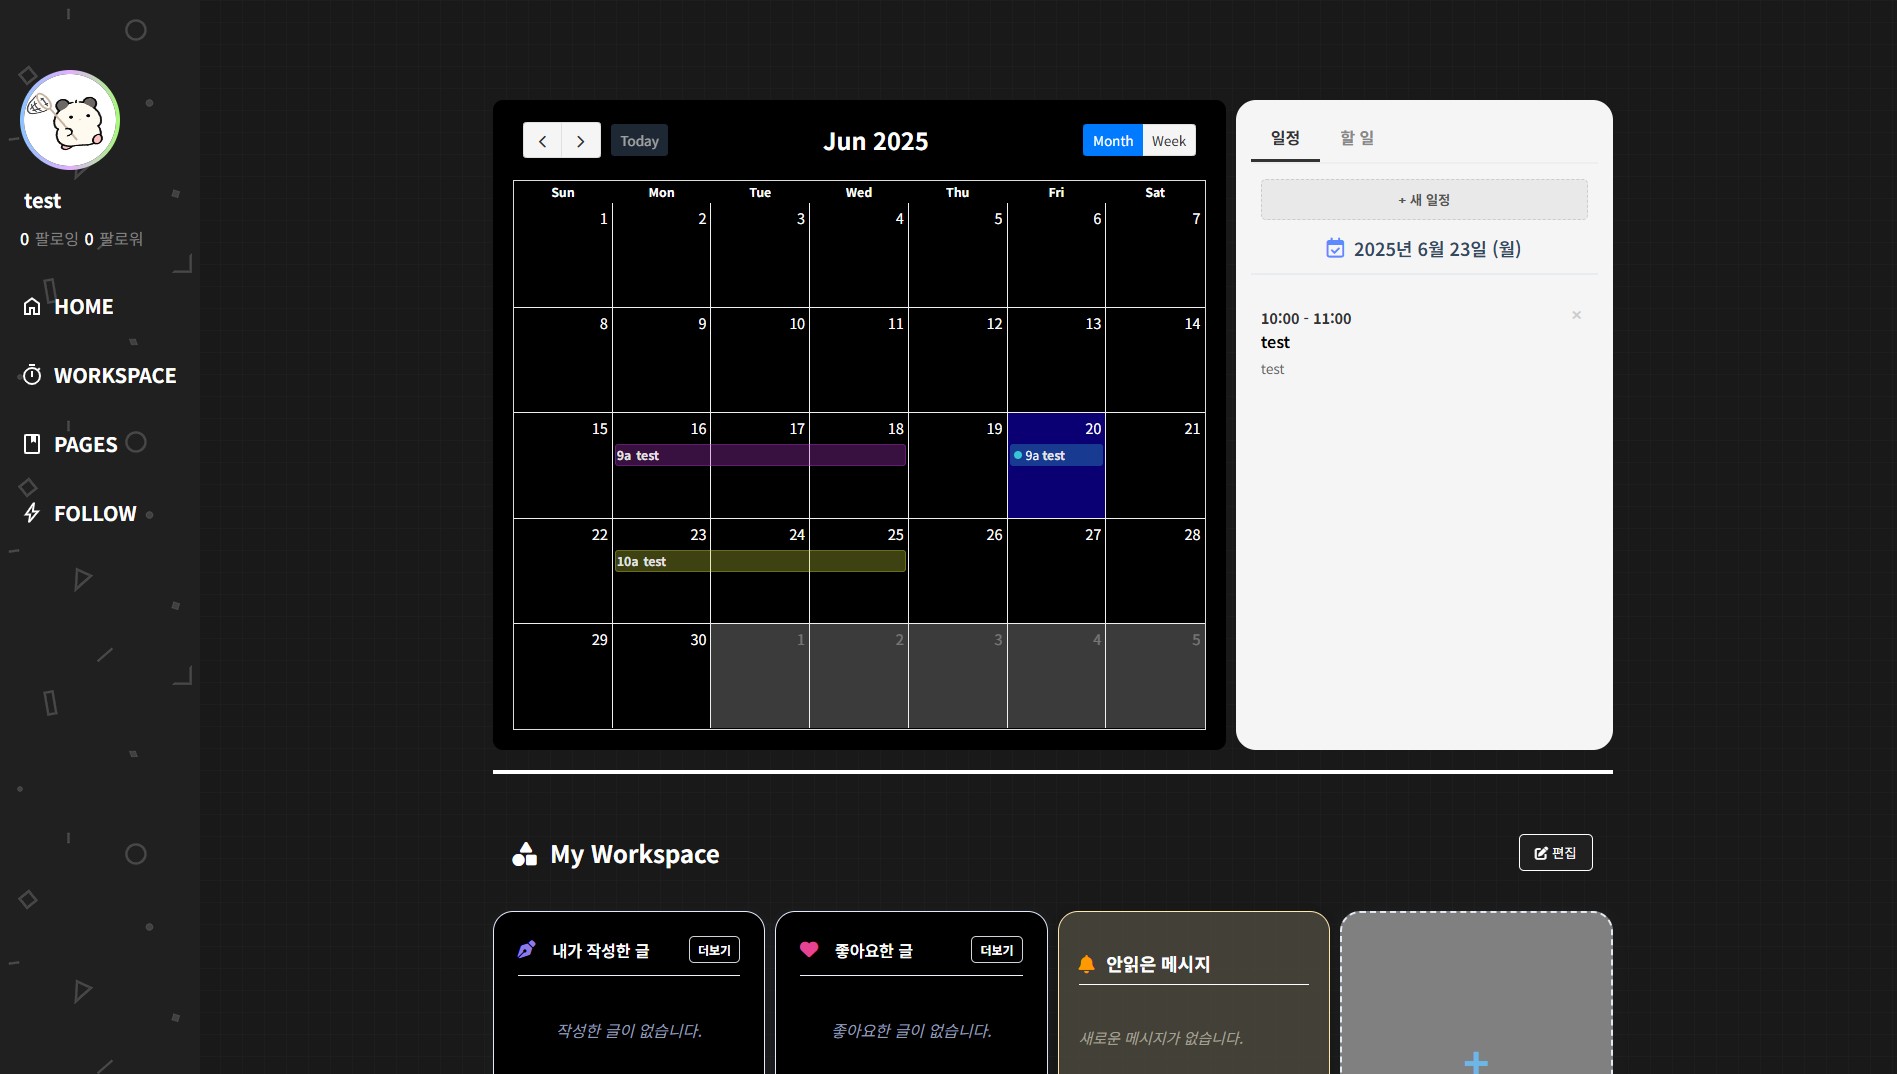 test
0 팔로잉 0 팔로워
HOME
WORKSPACE
PAGES
FOLLOW
Today
Jun 2025
Month Week
Sun Mon Tue Wed Thu Fri Sat
1 2 3 4 5 6 7
8 9 10 11 12 13 14
15 16 17 18 19 20 21
9a test
9a test
22 23 24 25 26 27 28
10a test
29 30 1 2 3 4 5
일정 할 일
+ 새 일정
2025년 6월 23일 (월)
10:00 - 11:00 ×
test
test
My Workspace
편집
내가 작성한 글 더보기
작성한 글이 없습니다.
좋아요한 글 더보기
좋아요한 글이 없습니다.
안읽은 메시지
새로운 메시지가 없습니다.
+